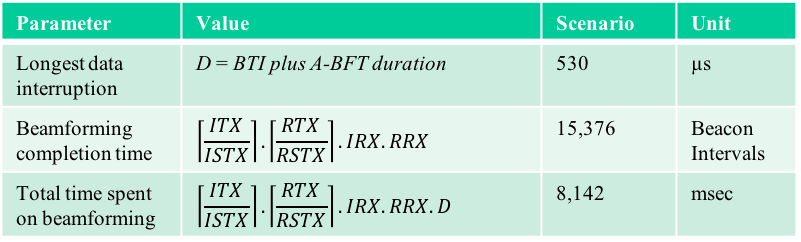 Parameter Value Scenario Unit
Longest data interruption D = BTI plus A-BFT duration 530 µs
Beamforming completion time ⌈ITX/ISTX⌉.⌈RTX/RSTX⌉.IRX.RRX 15,376 Beacon Intervals
Total time spent on beamforming ⌈ITX/ISTX⌉.⌈RTX/RSTX⌉.IRX.RRX.D 8,142 msec